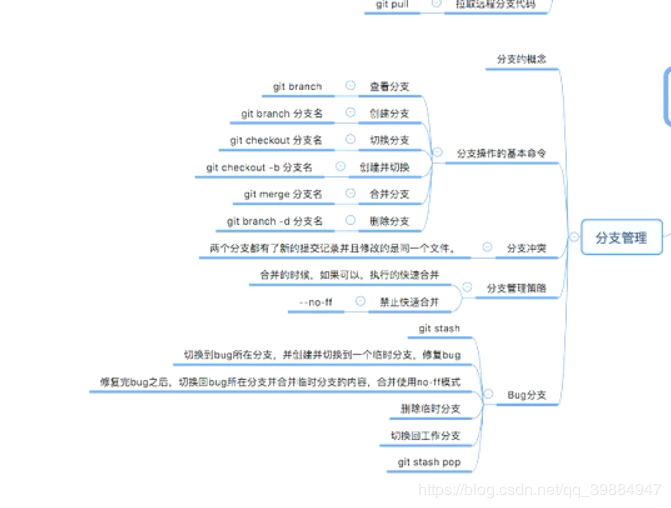 git pull
拉取远程分支代码
分支的概念
git branch
查看分支
git branch 分支名
创建分支
git checkout 分支名
切换分支
分支操作的基本命令
git checkout -b 分支名
创建并切换
git merge 分支名
合并分支
git branch -d 分支名
删除分支
分支管理
两个分支都有了新的提交记录并且修改的是同一个文件。
分支冲突
合并的时候，如果可以，执行的快速合并
分支管理策略
--no-ff
禁止快速合并
git stash
切换到bug所在分支，并创建并切换到一个临时分支，修复bug
修复完bug之后，切换回bug所在分支并合并临时分支的内容，合并使用no-ff模式
Bug分支
删除临时分支
切换回工作分支
git stash pop
https://blog.csdn.net/qq_39884947